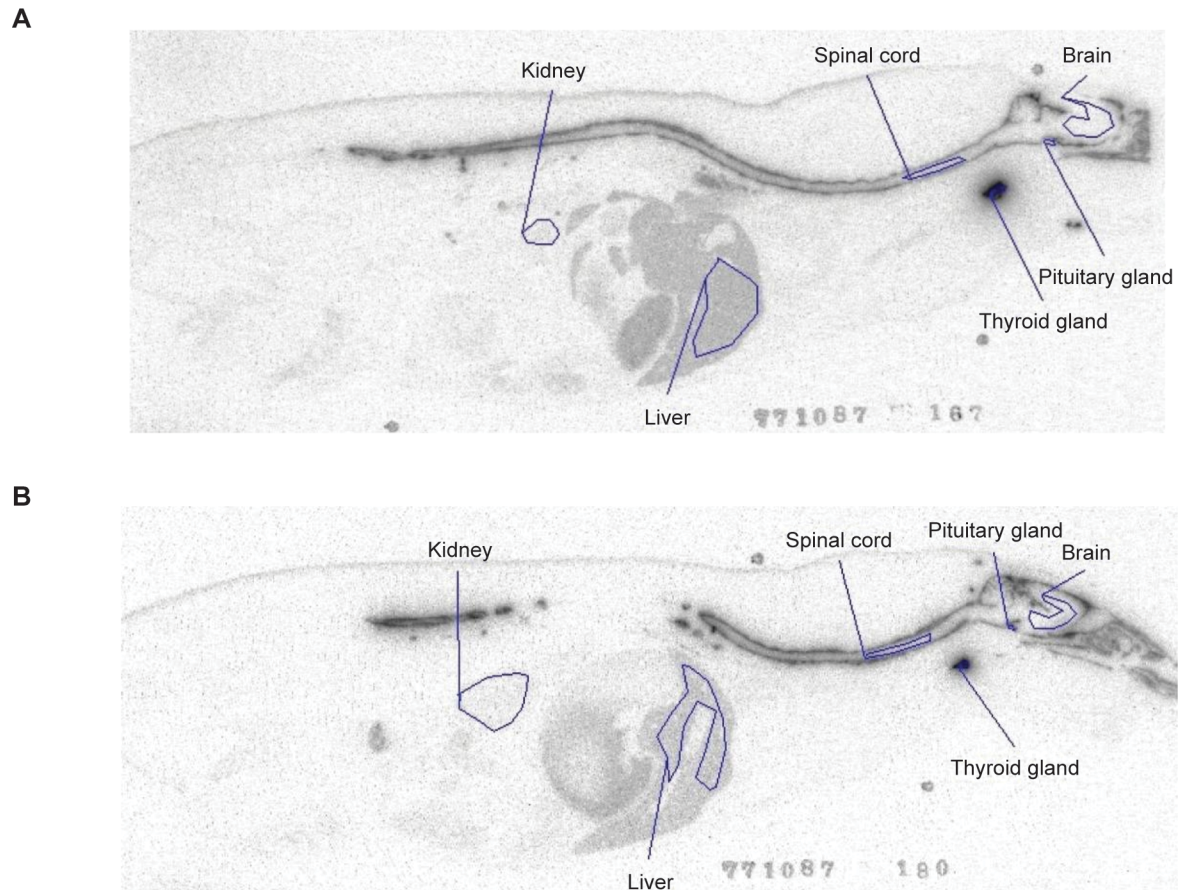 A
Kidney
Spinal cord
Brain
Pituitary gland
Thyroid gland
Liver
771087 167
B
Kidney
Spinal cord
Pituitary gland
Brain
Thyroid gland
Liver
771087 180